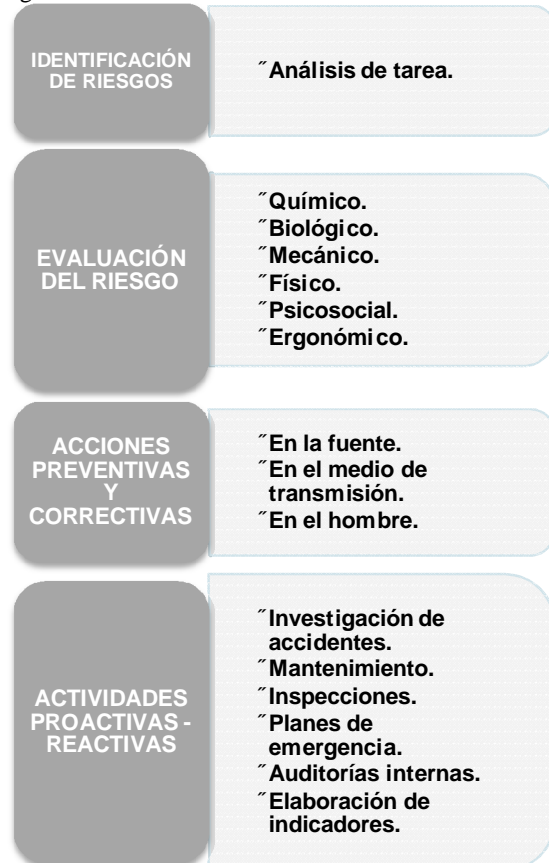 IDENTIFICACIÓN
DE RIESGOS
˝Análisis de tarea.
EVALUACIÓN
DEL RIESGO
˝Químico.
˝Biológico.
˝Mecánico.
˝Físico.
˝Psicosocial.
˝Ergonómico.
ACCIONES
PREVENTIVAS
Y
CORRECTIVAS
˝En la fuente.
˝En el medio de
transmisión.
˝En el hombre.
ACTIVIDADES
PROACTIVAS -
REACTIVAS
˝Investigación de
accidentes.
˝Mantenimiento.
˝Inspecciones.
˝Planes de
emergencia.
˝Auditorías internas.
˝Elaboración de
indicadores.